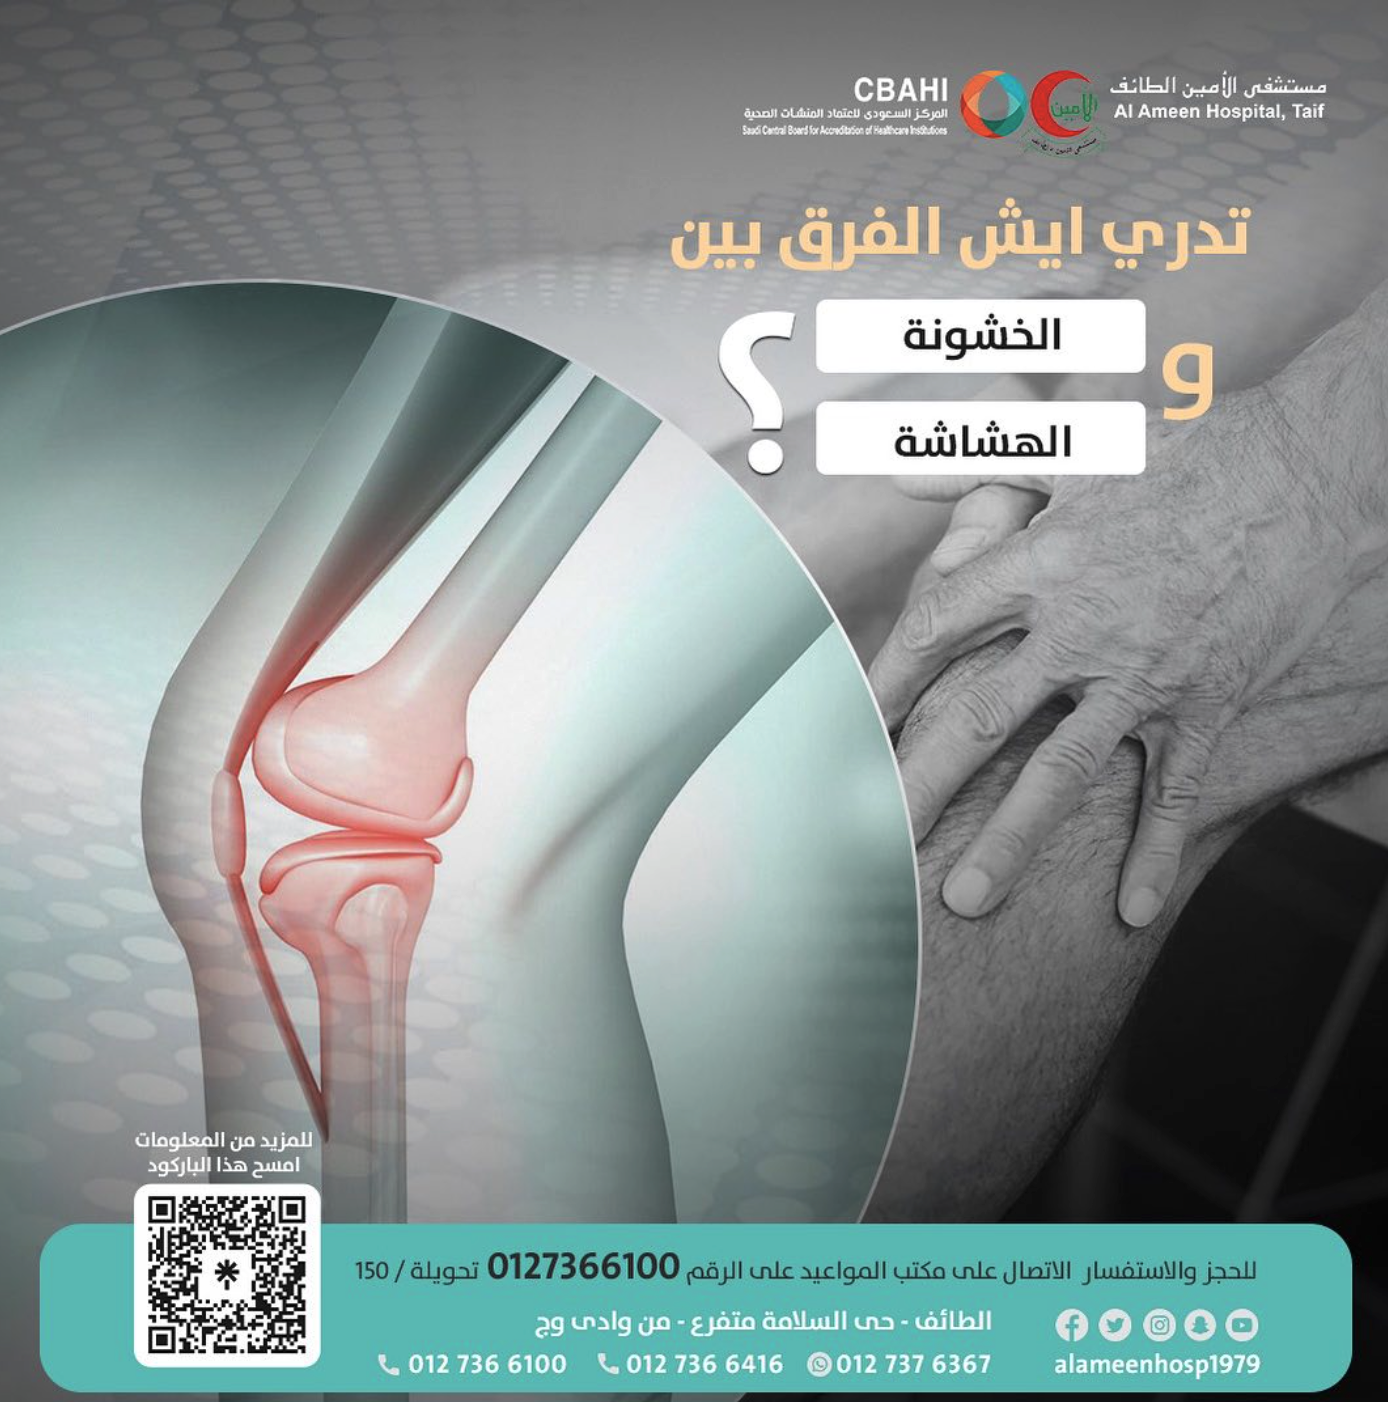 مستشفى الأمين الطائف
Al Ameen Hospital, Taif
الأمين
CBAHI
المركز السعودي لاعتماد المنشآت الصحية
Saudi Central Board for Accreditation of Healthcare Institutions
تدري ايش الفرق بين
الخشونة
و
الهشاشة
؟
للمزيد من المعلومات
امسح هذا الباركود
للحجز والاستفسار الاتصال على مكتب المواعيد على الرقم 0127366100 تحويلة / 150
الطائف - حى السلامة متفرع - من وادى وج
012 736 6100 012 736 6416 012 737 6367
alameenhosp1979